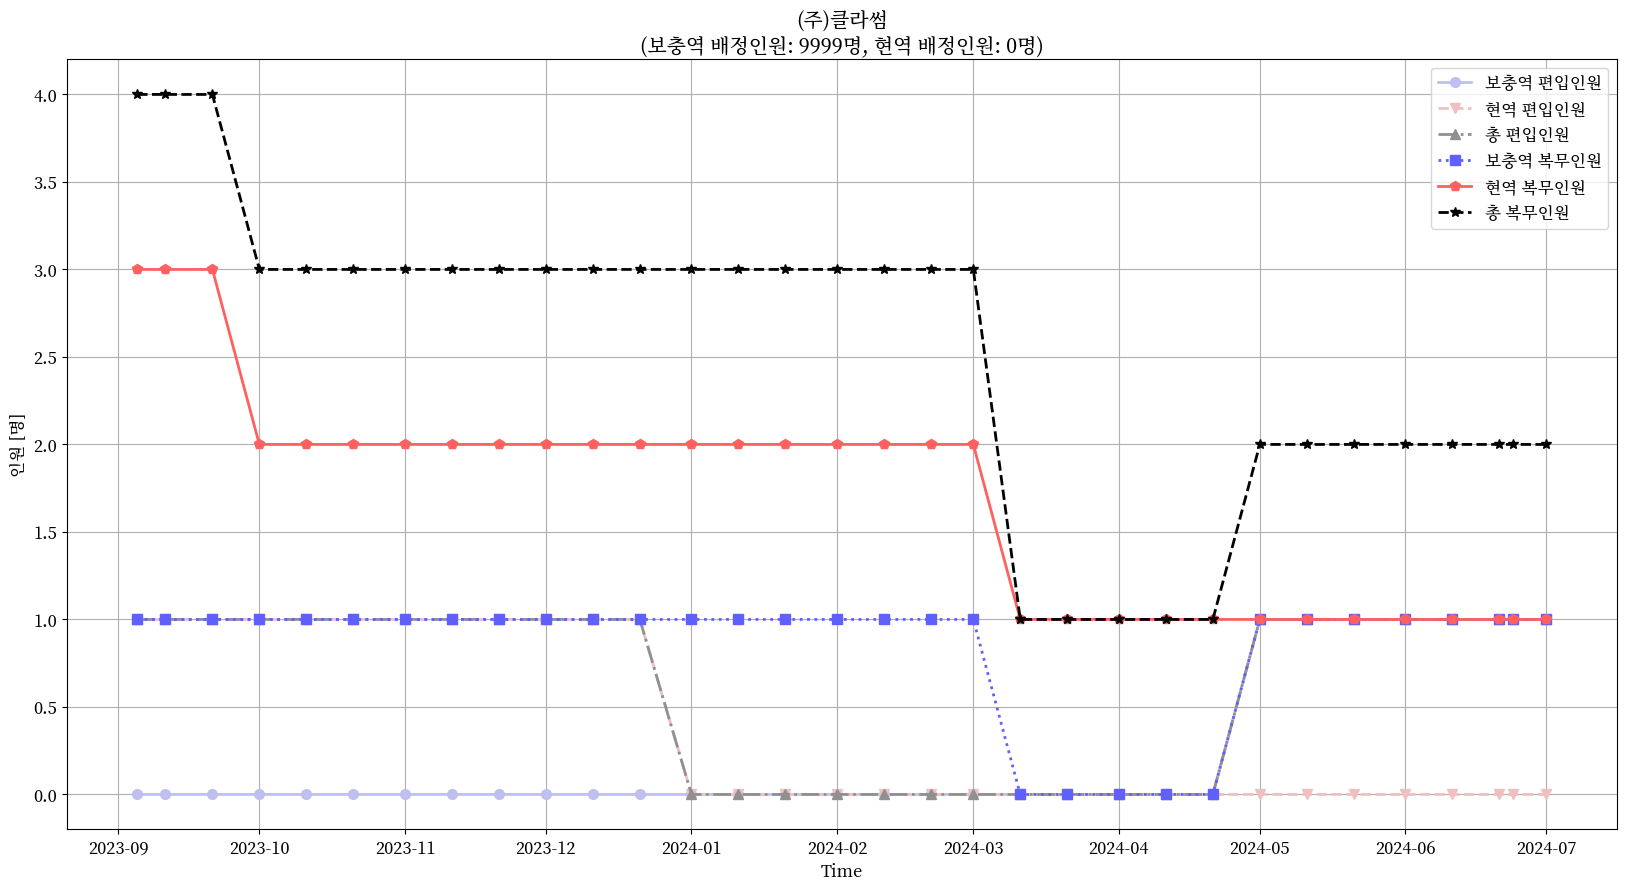 (주)클라썸
(보충역 배정인원: 9999명, 현역 배정인원: 0명)
보충역 편입인원
현역 편입인원
총 편입인원
보충역 복무인원
현역 복무인원
총 복무인원
인원 [명]
4.0
3.5
3.0
2.5
2.0
1.5
1.0
0.5
0.0
2023-09 2023-10 2023-11 2023-12 2024-01 2024-02 2024-03 2024-04 2024-05 2024-06 2024-07
Time